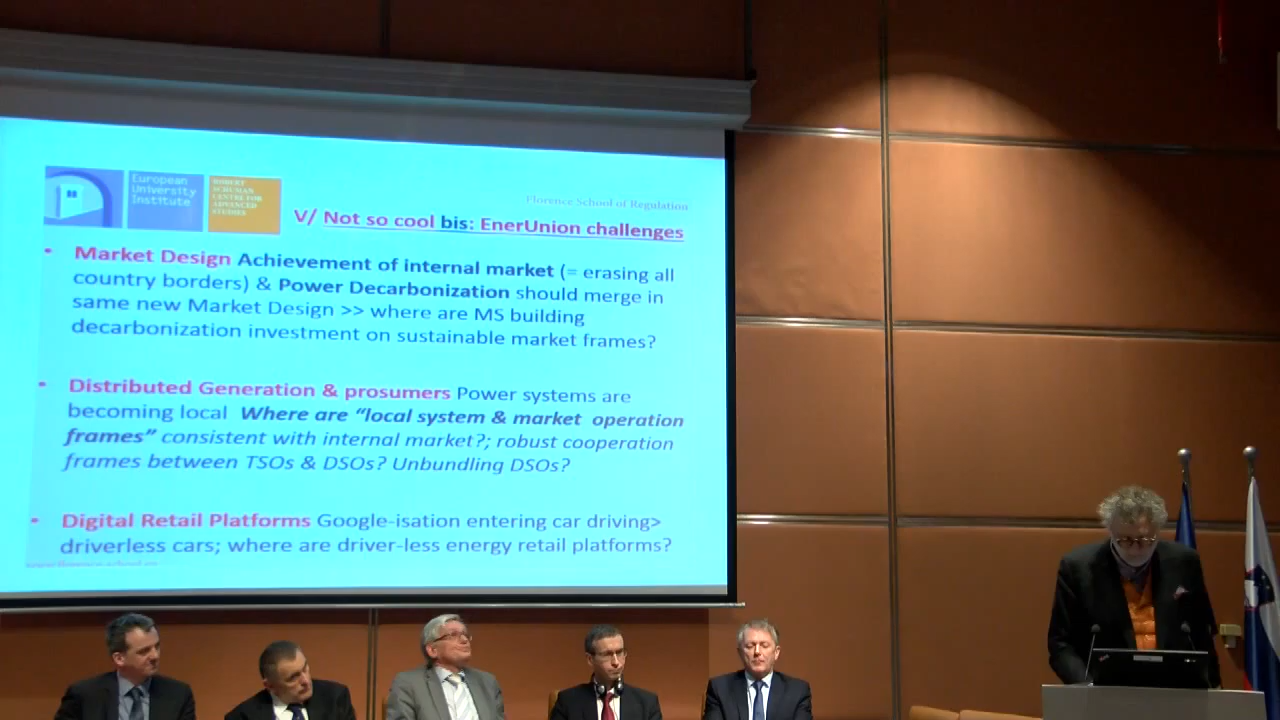 European
University
Institute
ROBERT
SCHUMAN
CENTRE FOR
ADVANCED
STUDIES
Florence School of Regulation
V/ Not so cool bis: EnerUnion challenges
• Market Design Achievement of internal market (= erasing all
country borders) & Power Decarbonization should merge in
same new Market Design >> where are MS building
decarbonization investment on sustainable market frames?
• Distributed Generation & prosumers Power systems are
becoming local Where are “local system & market operation
frames” consistent with internal market?; robust cooperation
frames between TSOs & DSOs? Unbundling DSOs?
• Digital Retail Platforms Google-isation entering car driving>
driverless cars; where are driver-less energy retail platforms?